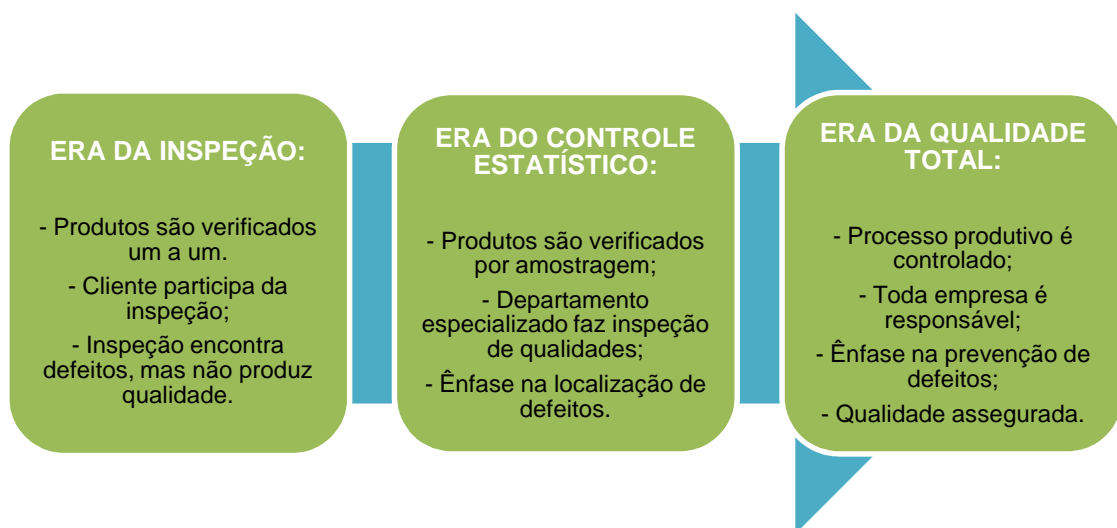 ERA DA INSPEÇÃO:
- Produtos são verificados
um a um.
- Cliente participa da
inspeção;
- Inspeção encontra
defeitos, mas não produz
qualidade.
ERA DO CONTROLE
ESTATÍSTICO:
- Produtos são verificados
por amostragem;
- Departamento
especializado faz inspeção
de qualidades;
- Ênfase na localização de
defeitos.
ERA DA QUALIDADE
TOTAL:
- Processo produtivo é
controlado;
- Toda empresa é
responsável;
- Ênfase na prevenção de
defeitos;
- Qualidade assegurada.